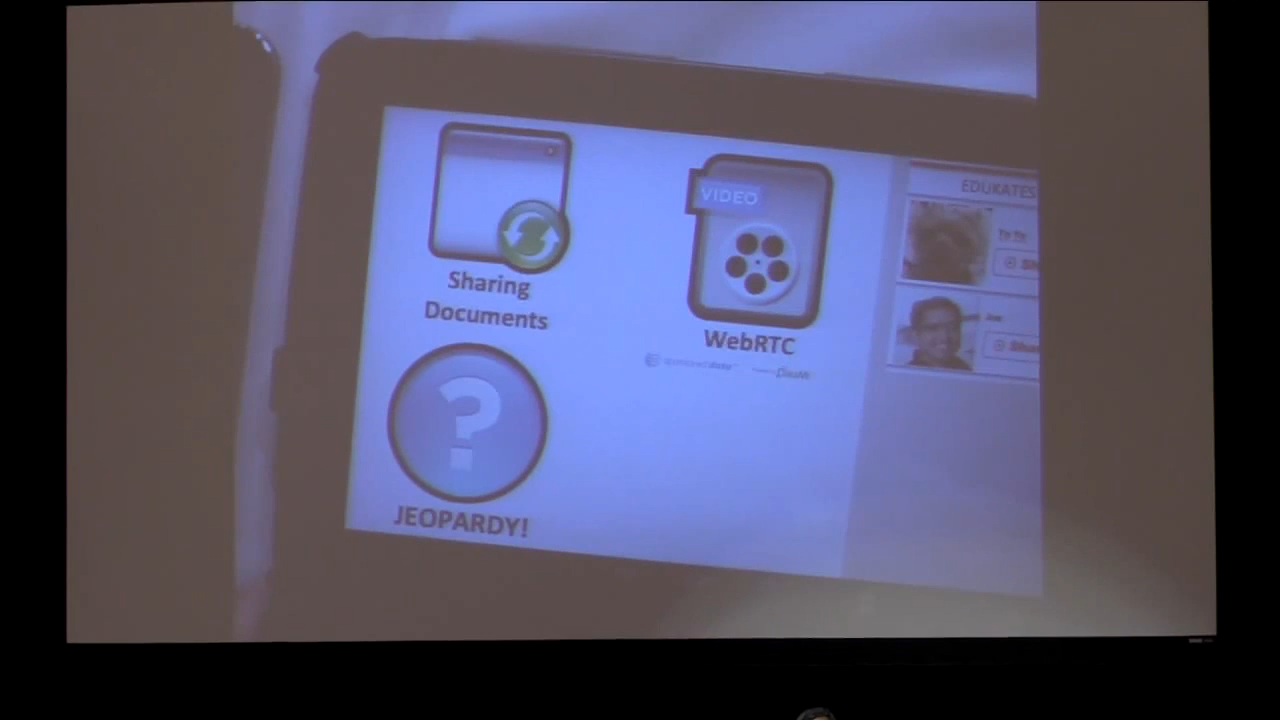 Sharing
Documents
VIDEO
WebRTC
JEOPARDY!
EDUKATES